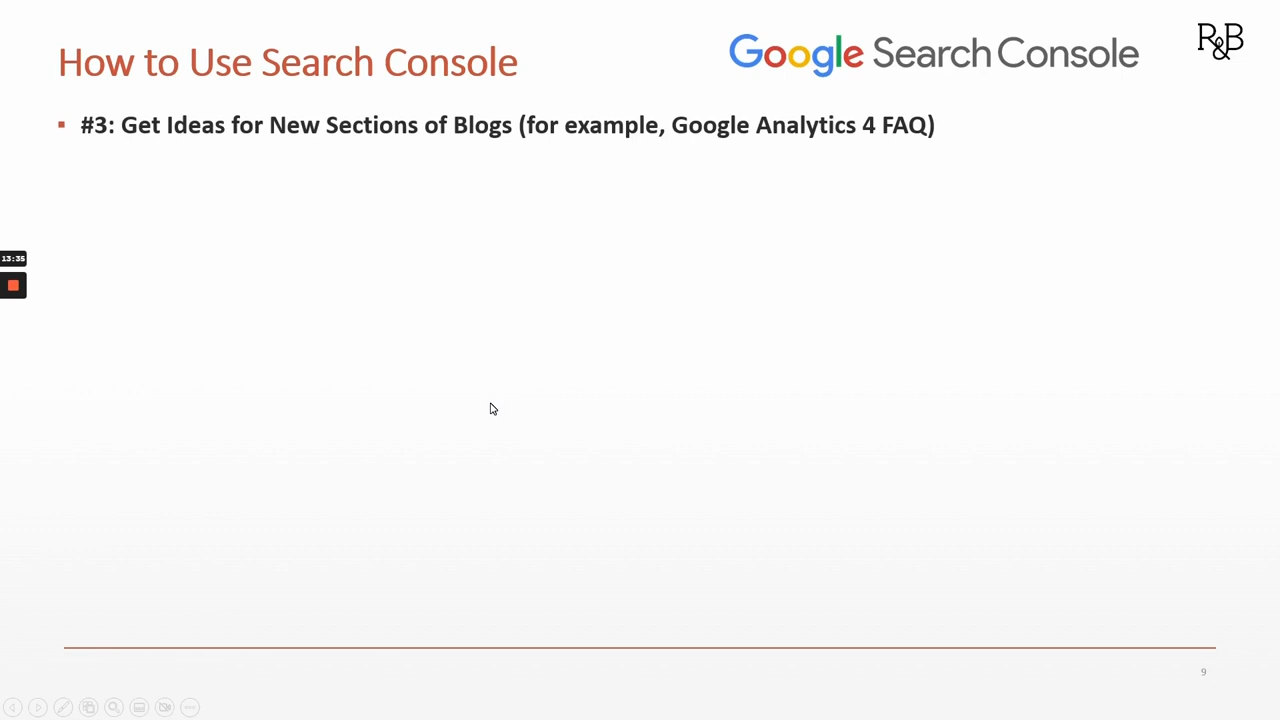 How to Use Search Console
Google Search Console
R&B
▪ #3: Get Ideas for New Sections of Blogs (for example, Google Analytics 4 FAQ)
13:35
9